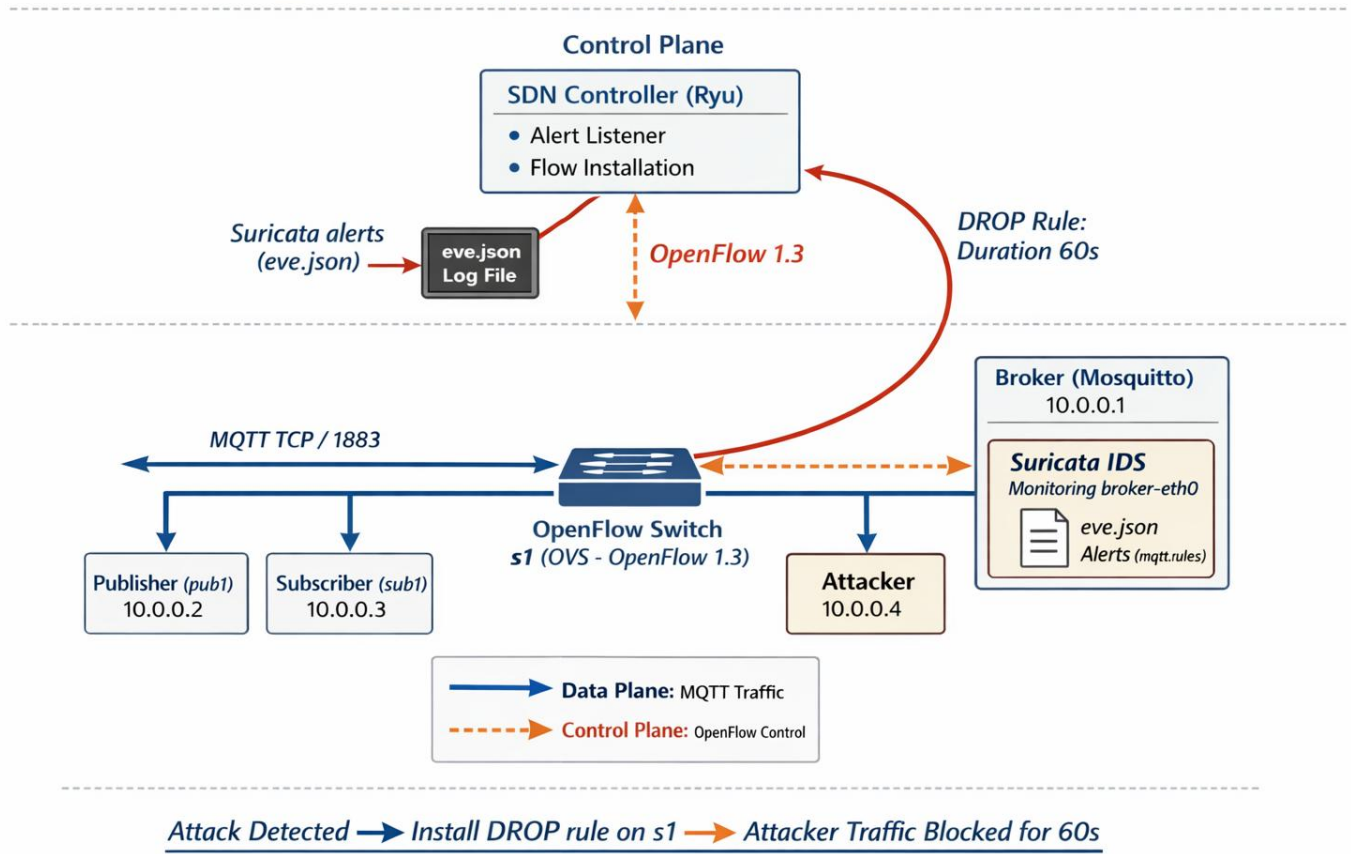 Control Plane
SDN Controller (Ryu)
• Alert Listener
• Flow Installation
Suricata alerts
(eve.json)
eve.json
Log File
OpenFlow 1.3
DROP Rule:
Duration 60s
Broker (Mosquitto)
10.0.0.1
Suricata IDS
Monitoring broker-eth0
eve.json
Alerts (mqtt.rules)
MQTT TCP / 1883
OpenFlow Switch
s1 (OVS - OpenFlow 1.3)
Publisher (pub1)
10.0.0.2
Subscriber (sub1)
10.0.0.3
Attacker
10.0.0.4
Data Plane: MQTT Traffic
Control Plane: OpenFlow Control
Attack Detected → Install DROP rule on s1 → Attacker Traffic Blocked for 60s